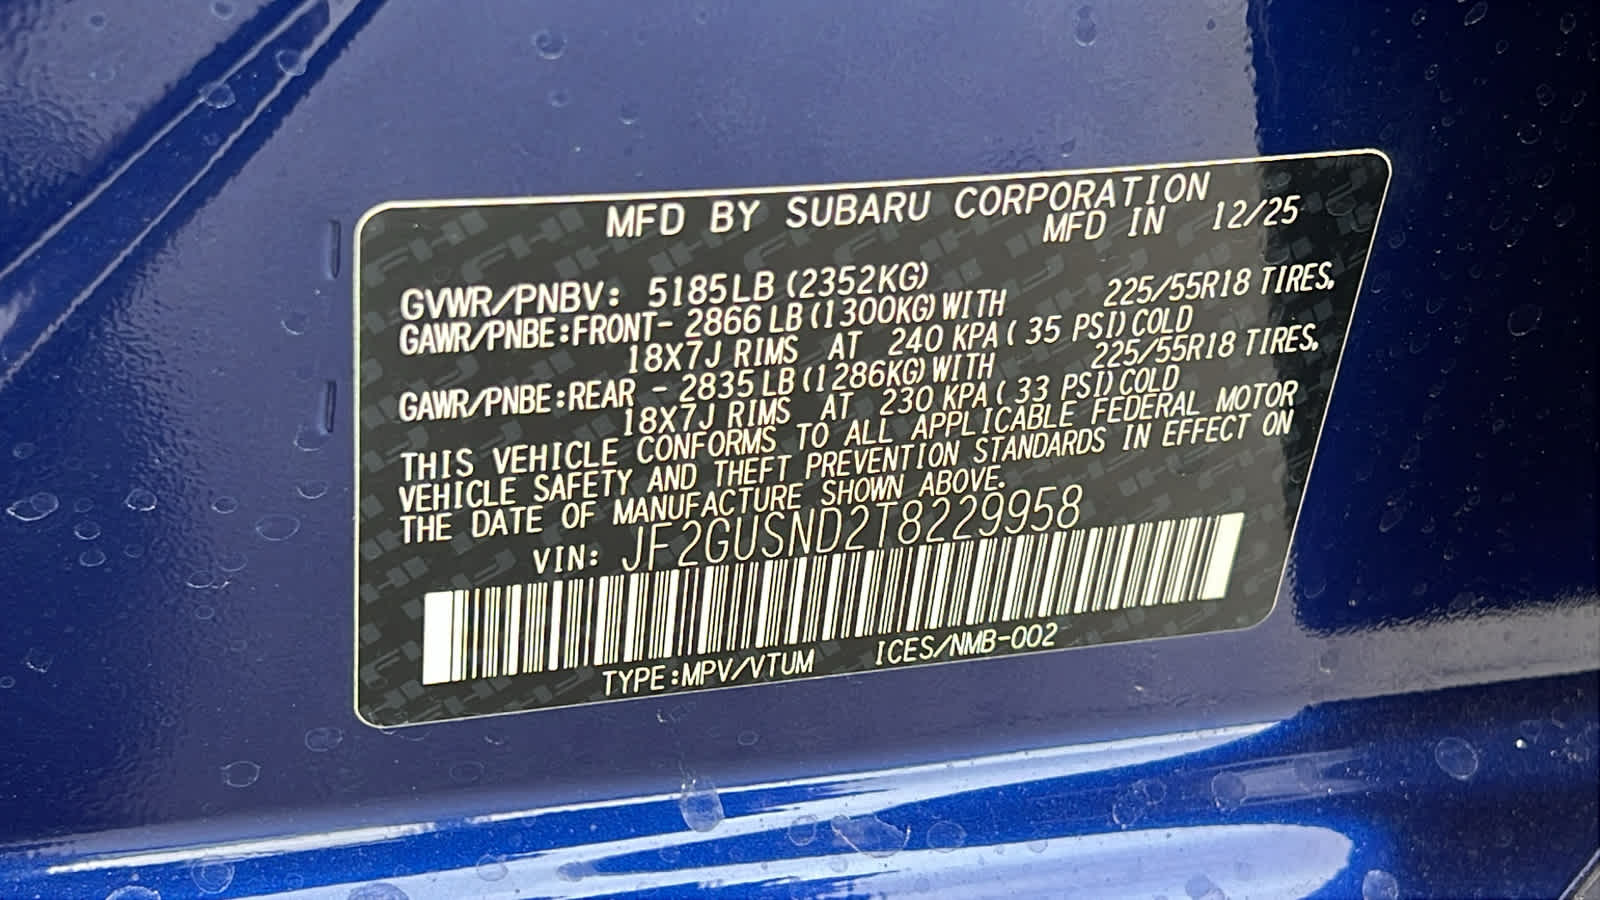 MFD BY SUBARU CORPORATION
MFD IN 12/25
GVWR/PNBV: 5185LB (2352KG)
GAWR/PNBE:FRONT- 2866 LB (1300KG) WITH 225/55R18 TIRES.
18X7J RIMS AT 240 KPA ( 35 PSI) COLD
GAWR/PNBE:REAR - 2835 LB (1286KG) WITH 225/55R18 TIRES.
18X7J RIMS AT 230 KPA ( 33 PSI) COLD
THIS VEHICLE CONFORMS TO ALL APPLICABLE FEDERAL MOTOR
VEHICLE SAFETY AND THEFT PREVENTION STANDARDS IN EFFECT ON
THE DATE OF MANUFACTURE SHOWN ABOVE.
VIN: JF2GUSND2T8229958
TYPE:MPV/VTUM ICES/NMB-002